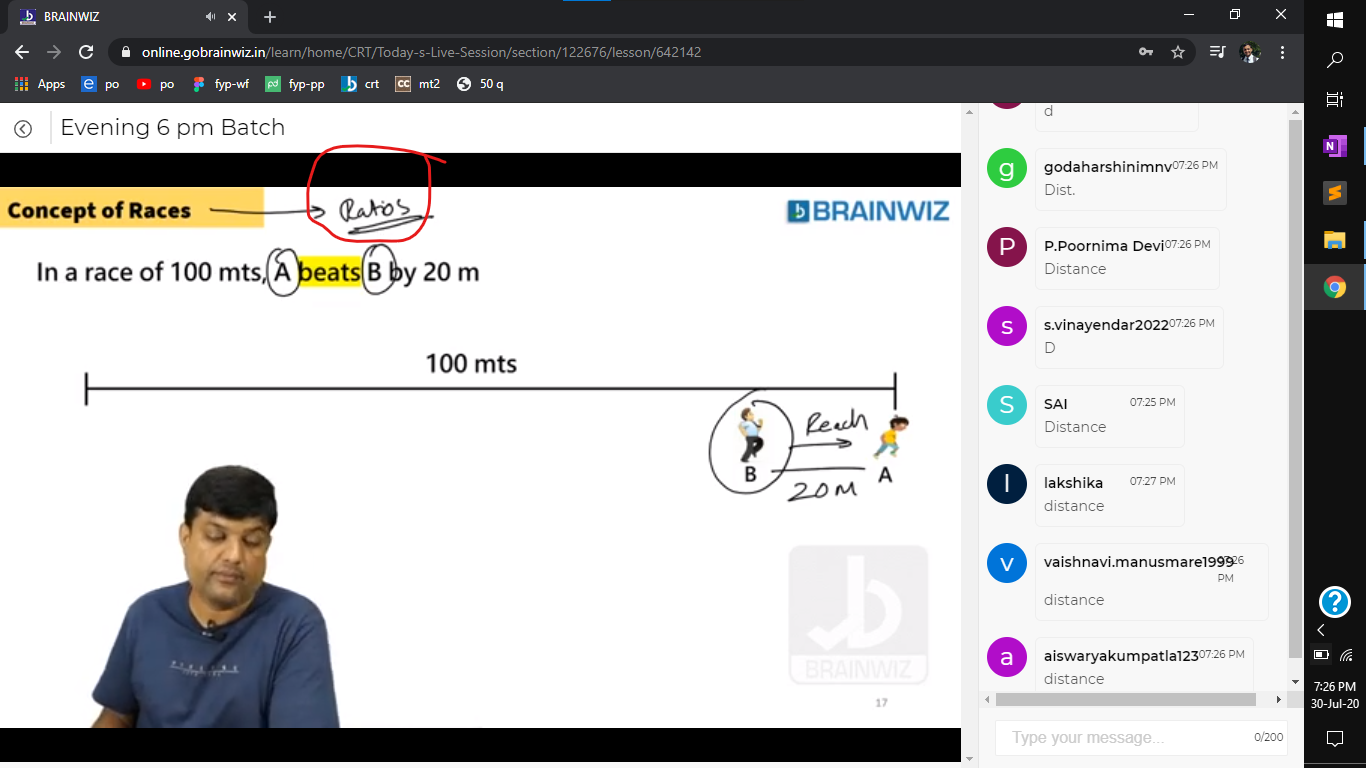 BRAINWIZ
online.gobrainwiz.in/learn/home/CRT/Today-s-Live-Session/section/122676/lesson/642142
Apps po po fyp-wf fyp-pp crt CC mt2 50 q
Evening 6 pm Batch
Concept of Races Ratios BRAINWIZ
In a race of 100 mts, A beats B by 20 m
100 mts
Reach
B A
20M
BRAINWIZ
17
d
g godaharshinimnv 07:26 PM
Dist.
P P.Poornima Devi 07:26 PM
Distance
s s.vinayendar2022 07:26 PM
D
S SAI 07:25 PM
Distance
l lakshika 07:27 PM
distance
v vaishnavi.manusmare1999 07:26
PM
distance
a aiswaryakumpatla123 07:26 PM
distance
Type your message... 0/200
N
?
7:26 PM
30-Jul-20